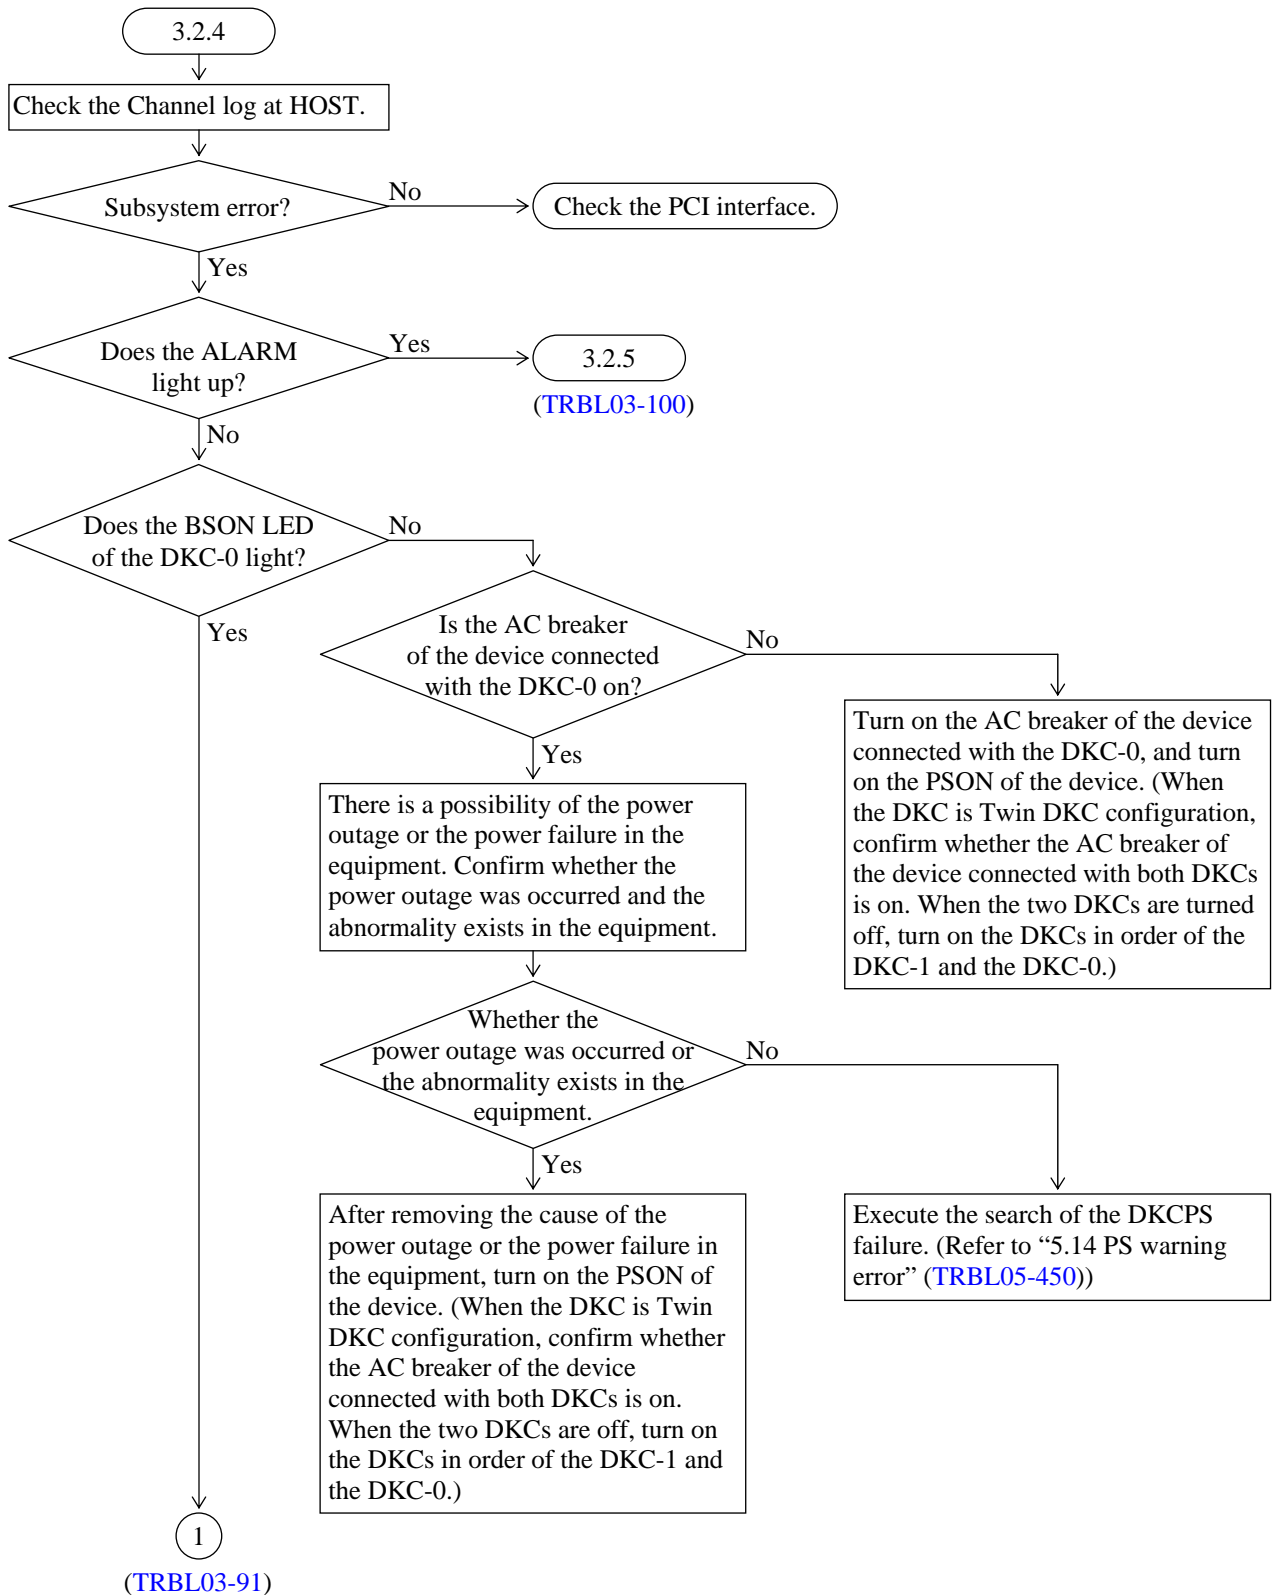 3.2.4
Check the Channel log at HOST.
Subsystem error?
No
Check the PCI interface.
Yes
Does the ALARM
light up?
Yes
3.2.5
(TRBL03-100)
No
Does the BSON LED
of the DKC-0 light?
No
Yes
Is the AC breaker
of the device connected
with the DKC-0 on?
No
Yes
Turn on the AC breaker of the device
connected with the DKC-0, and turn
on the PSON of the device. (When
the DKC is Twin DKC configuration,
confirm whether the AC breaker of
the device connected with both DKCs
is on. When the two DKCs are turned
off, turn on the DKCs in order of the
DKC-1 and the DKC-0.)
There is a possibility of the power
outage or the power failure in the
equipment. Confirm whether the
power outage was occurred and the
abnormality exists in the equipment.
Whether the
power outage was occurred or
the abnormality exists in the
equipment.
No
Yes
After removing the cause of the
power outage or the power failure in
the equipment, turn on the PSON of
the device. (When the DKC is Twin
DKC configuration, confirm whether
the AC breaker of the device
connected with both DKCs is on.
When the two DKCs are off, turn on
the DKCs in order of the DKC-1 and
the DKC-0.)
Execute the search of the DKCPS
failure. (Refer to “5.14 PS warning
error” (TRBL05-450))
1
(TRBL03-91)